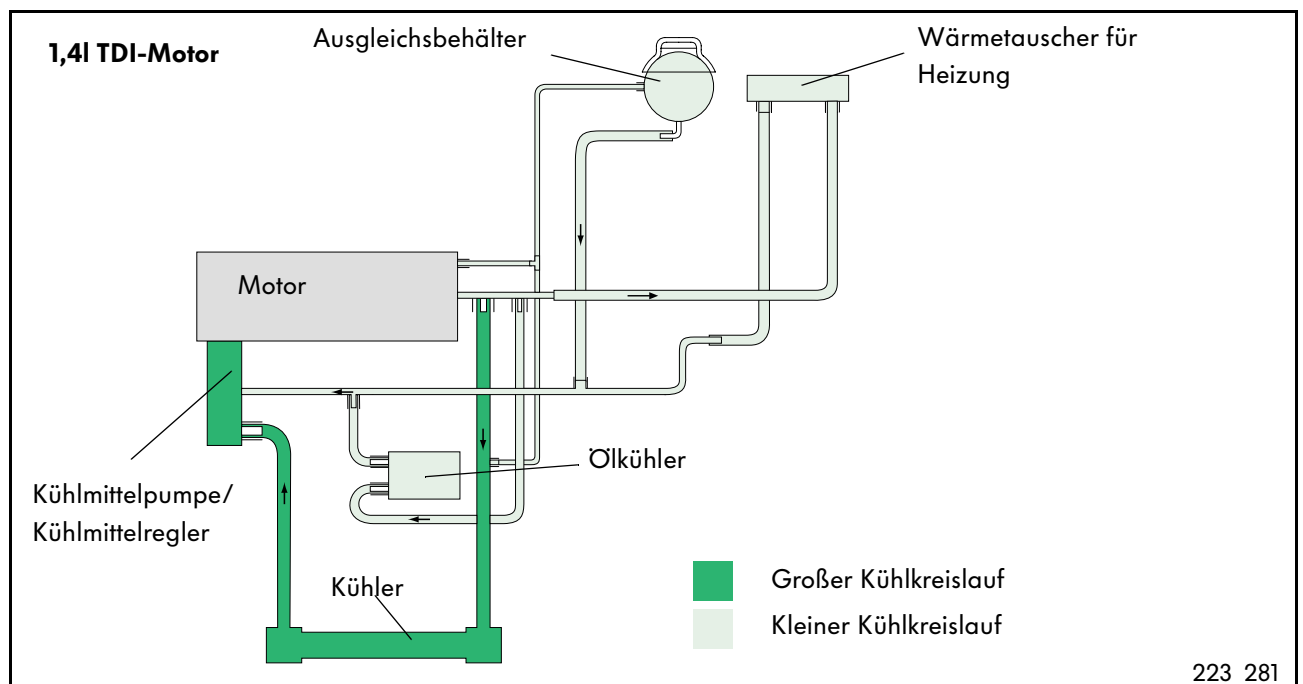 1,4l TDI-Motor
Ausgleichsbehälter
Wärmetauscher für
Heizung
Motor
Ölkühler
Kühlmittelpumpe/
Kühlmittelregler
Kühler
Großer Kühlkreislauf
Kleiner Kühlkreislauf
223 281